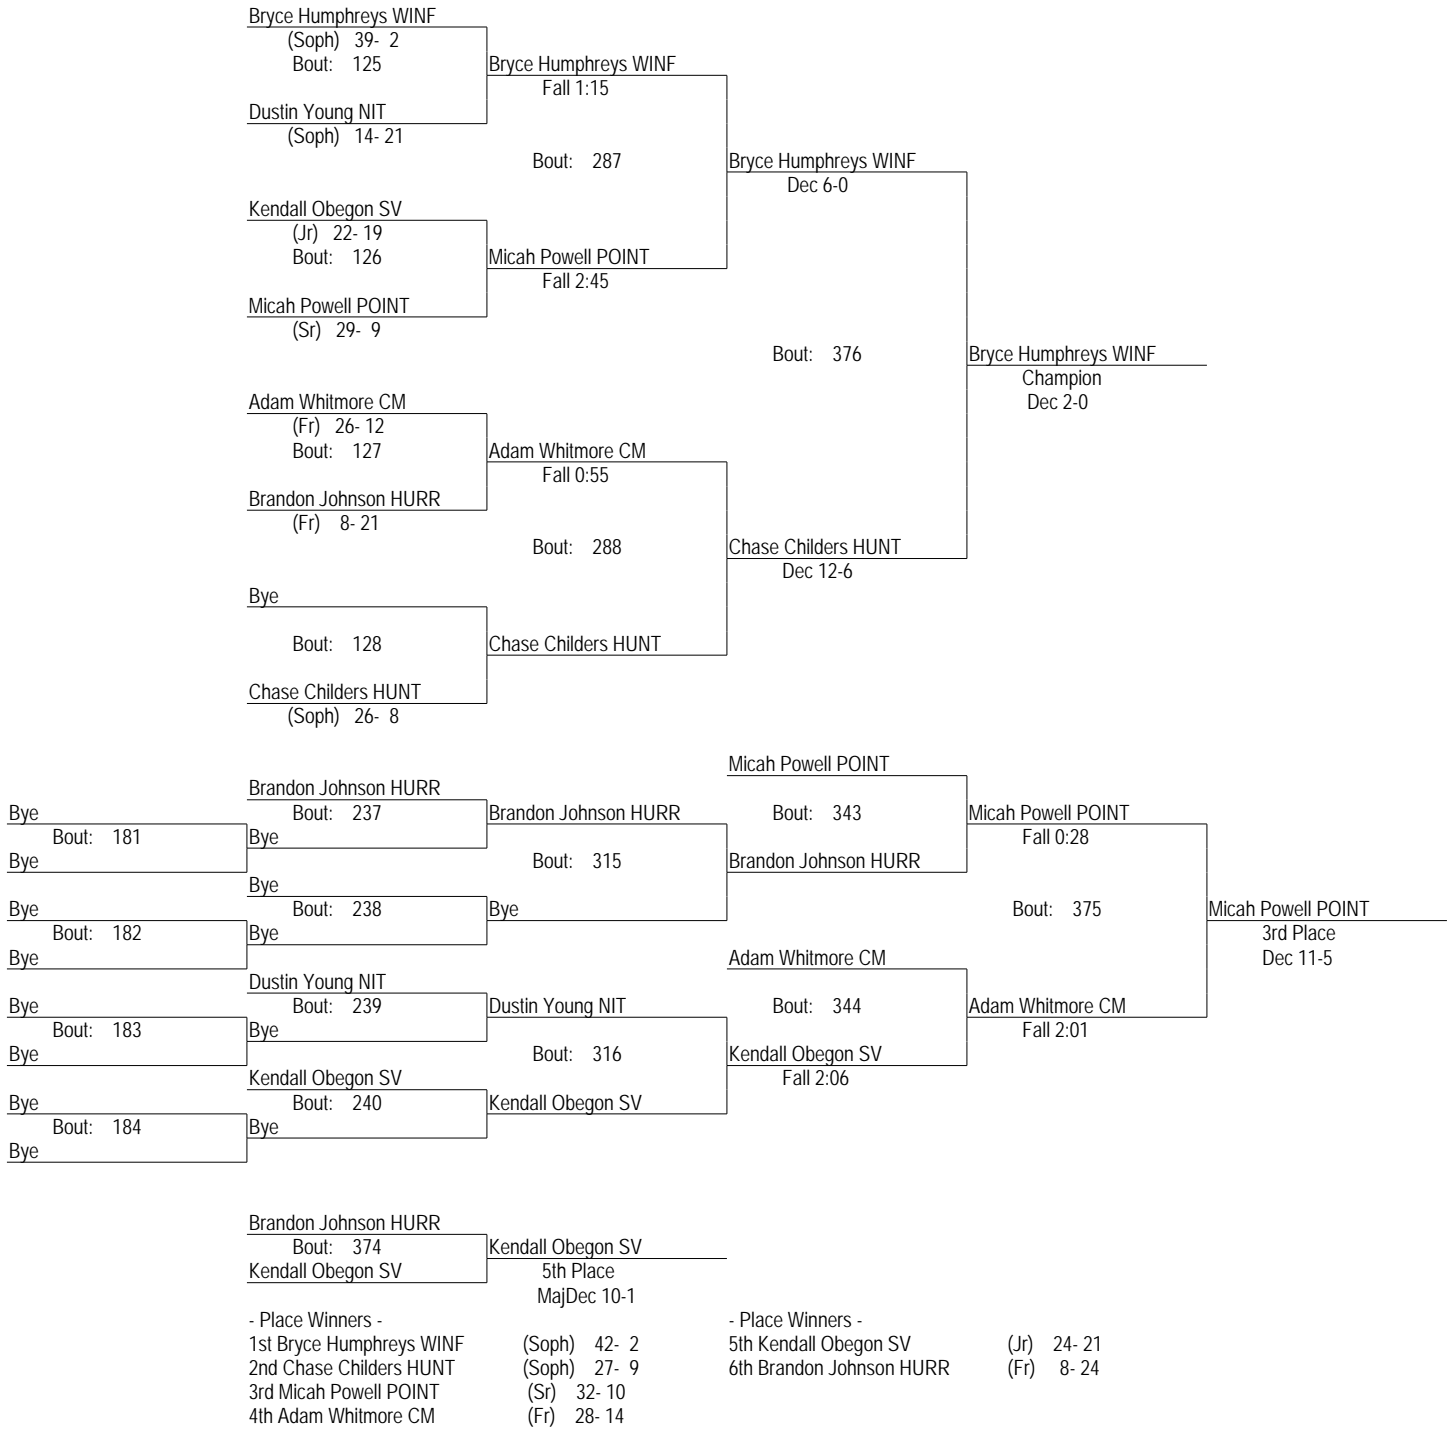 Bryce Humphreys WINF
(Soph) 39- 2
Bout: 125
Bryce Humphreys WINF
Fall 1:15
Dustin Young NIT
(Soph) 14- 21
Bout: 287
Bryce Humphreys WINF
Dec 6-0
Kendall Obegon SV
(Jr) 22- 19
Bout: 126
Micah Powell POINT
Fall 2:45
Micah Powell POINT
(Sr) 29- 9
Bout: 376
Bryce Humphreys WINF
Champion
Dec 2-0
Adam Whitmore CM
(Fr) 26- 12
Bout: 127
Adam Whitmore CM
Fall 0:55
Brandon Johnson HURR
(Fr) 8- 21
Bout: 288
Chase Childers HUNT
Dec 12-6
Bye
Bout: 128
Chase Childers HUNT
Chase Childers HUNT
(Soph) 26- 8
Micah Powell POINT
Brandon Johnson HURR
Bye
Bout: 237
Brandon Johnson HURR
Bout: 343
Micah Powell POINT
Bout: 181
Bye
Fall 0:28
Bye
Bout: 315
Brandon Johnson HURR
Bye
Bye
Bout: 238
Bye
Bout: 375
Micah Powell POINT
Bout: 182
Bye
3rd Place
Bye
Adam Whitmore CM
Dec 11-5
Dustin Young NIT
Bye
Bout: 239
Dustin Young NIT
Bout: 344
Adam Whitmore CM
Bout: 183
Bye
Fall 2:01
Bye
Bout: 316
Kendall Obegon SV
Kendall Obegon SV
Fall 2:06
Bye
Bout: 240
Kendall Obegon SV
Bout: 184
Bye
Bye
Brandon Johnson HURR
Bout: 374
Kendall Obegon SV
Kendall Obegon SV
5th Place
MajDec 10-1
- Place Winners -
1st Bryce Humphreys WINF (Soph) 42- 2
2nd Chase Childers HUNT (Soph) 27- 9
3rd Micah Powell POINT (Sr) 32- 10
4th Adam Whitmore CM (Fr) 28- 14
- Place Winners -
5th Kendall Obegon SV (Jr) 24- 21
6th Brandon Johnson HURR (Fr) 8- 24